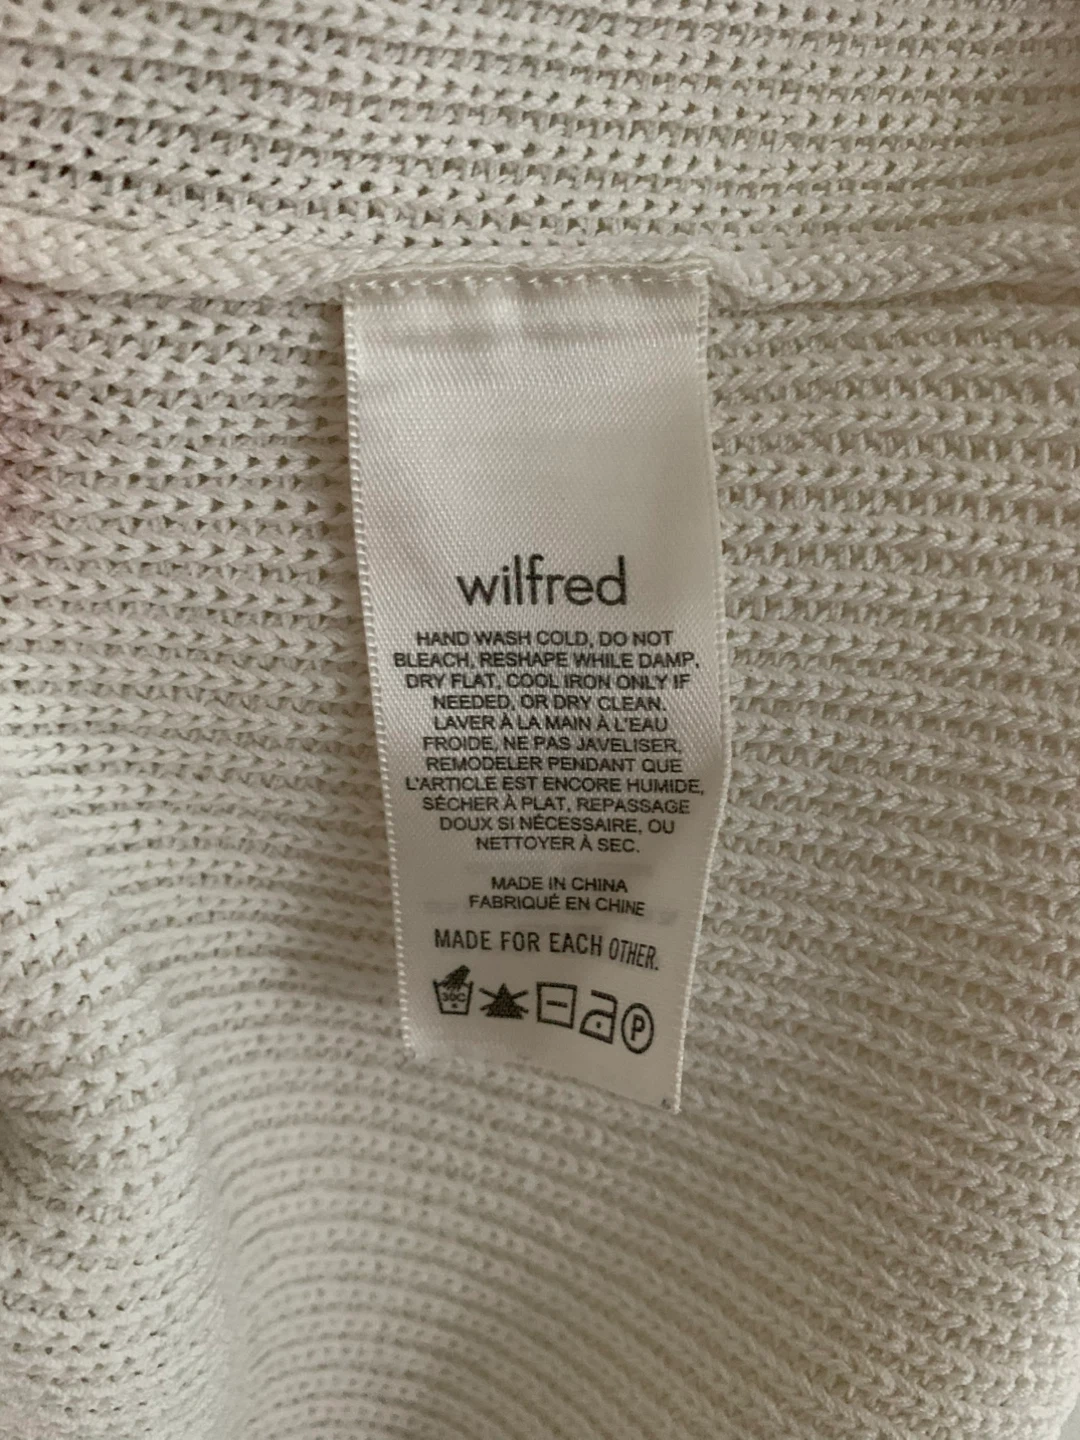 wilfred
HAND WASH COLD, DO NOT
BLEACH, RESHAPE WHILE DAMP,
DRY FLAT, COOL IRON ONLY IF
NEEDED, OR DRY CLEAN.
LAVER À LA MAIN À L'EAU
FROIDE, NE PAS JAVELISER,
REMODELER PENDANT QUE
L'ARTICLE EST ENCORE HUMIDE,
SÉCHER À PLAT, REPASSAGE
DOUX SI NÉCESSAIRE, OU
NETTOYER À SEC.
MADE IN CHINA
FABRIQUÉ EN CHINE
MADE FOR EACH OTHER.
30C P